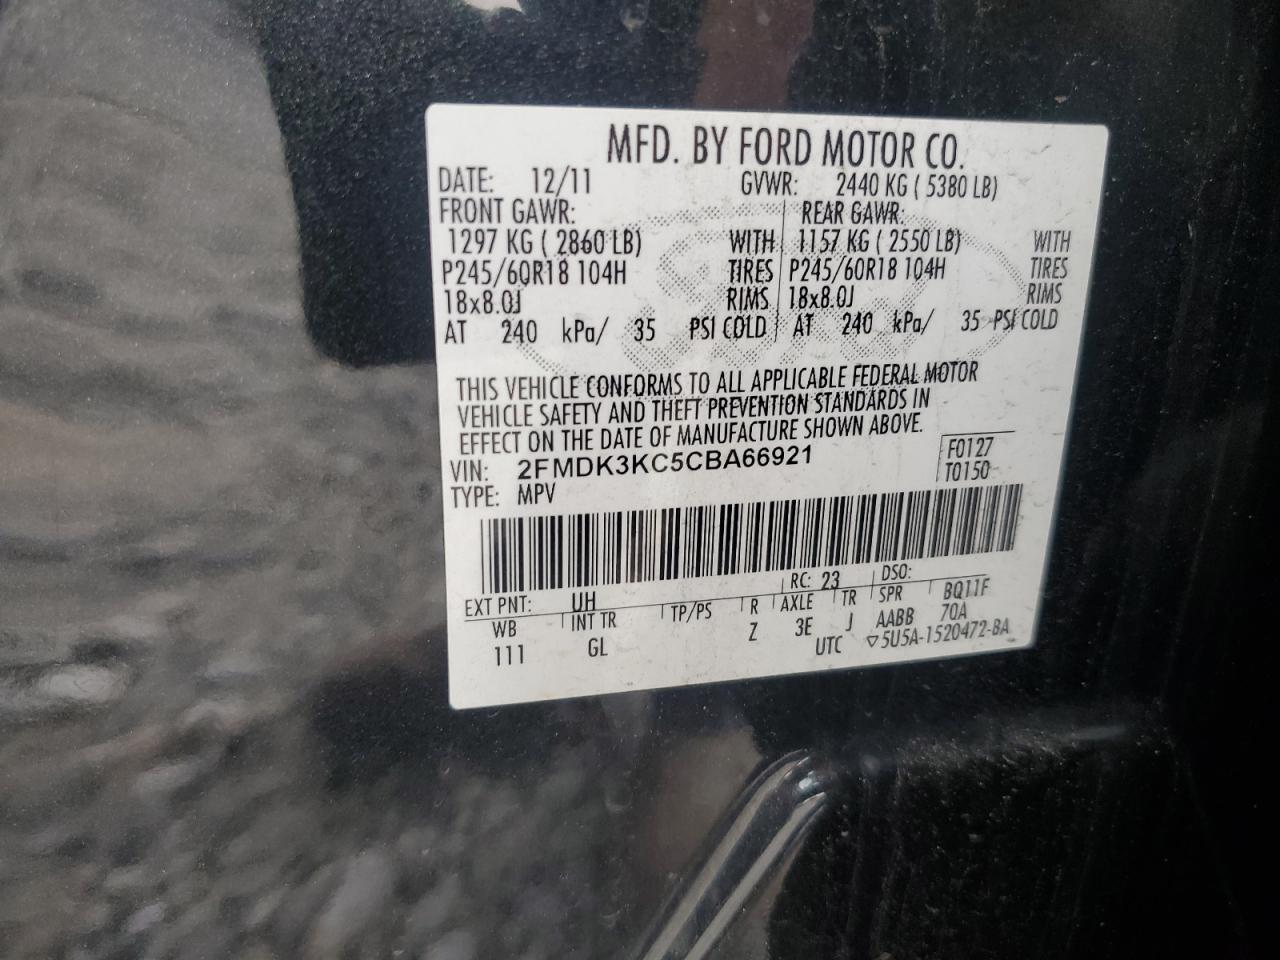 MFD. BY FORD MOTOR CO.
DATE: 12/11 GVWR: 2440 KG ( 5380 LB)
FRONT GAWR: REAR GAWR:
1297 KG ( 2860 LB) WITH 1157 KG ( 2550 LB) WITH
P245/60R18 104H TIRES P245/60R18 104H TIRES
18x8.0J RIMS 18x8.0J RIMS
AT 240 kPa/ 35 PSI COLD AT 240 kPa/ 35 PSI COLD
THIS VEHICLE CONFORMS TO ALL APPLICABLE FEDERAL MOTOR
VEHICLE SAFETY AND THEFT PREVENTION STANDARDS IN
EFFECT ON THE DATE OF MANUFACTURE SHOWN ABOVE.
VIN: 2FMDK3KC5CBA66921 F0127
TYPE: MPV T0150
EXT PNT: UH RC: 23 DSO:
WB INT TR TP/PS R AXLE TR SPR BQ11F
111 GL Z 3E J AABB 70A
UTC ▽5U5A-1520472-BA